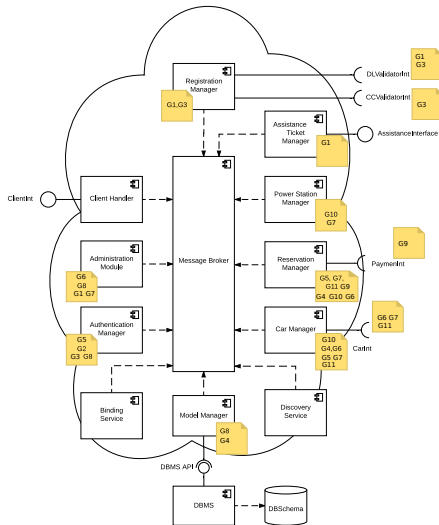 Registration
Manager
G1,G3
DLValidatorInt
G1
G3
CCValidatorInt
G3
Assistance
Ticket
Manager
G1
AssistanceInterface
ClientInt
Client Handler
Message Broker
Power Station
Manager
G10
G7
Administration
Module
G6
G8
G1 G7
Reservation
Manager
G5, G7,
G11 G9
G4 G10 G6
PaymenInt
G9
Authentication
Manager
G5
G2
G3 G8
Car Manager
G10
G4,G6
G5 G7
G11
CarInt
G6 G7
G11
Binding
Service
Model Manager
G8
G4
Discovery
Service
DBMS API
DBMS
DBSchema